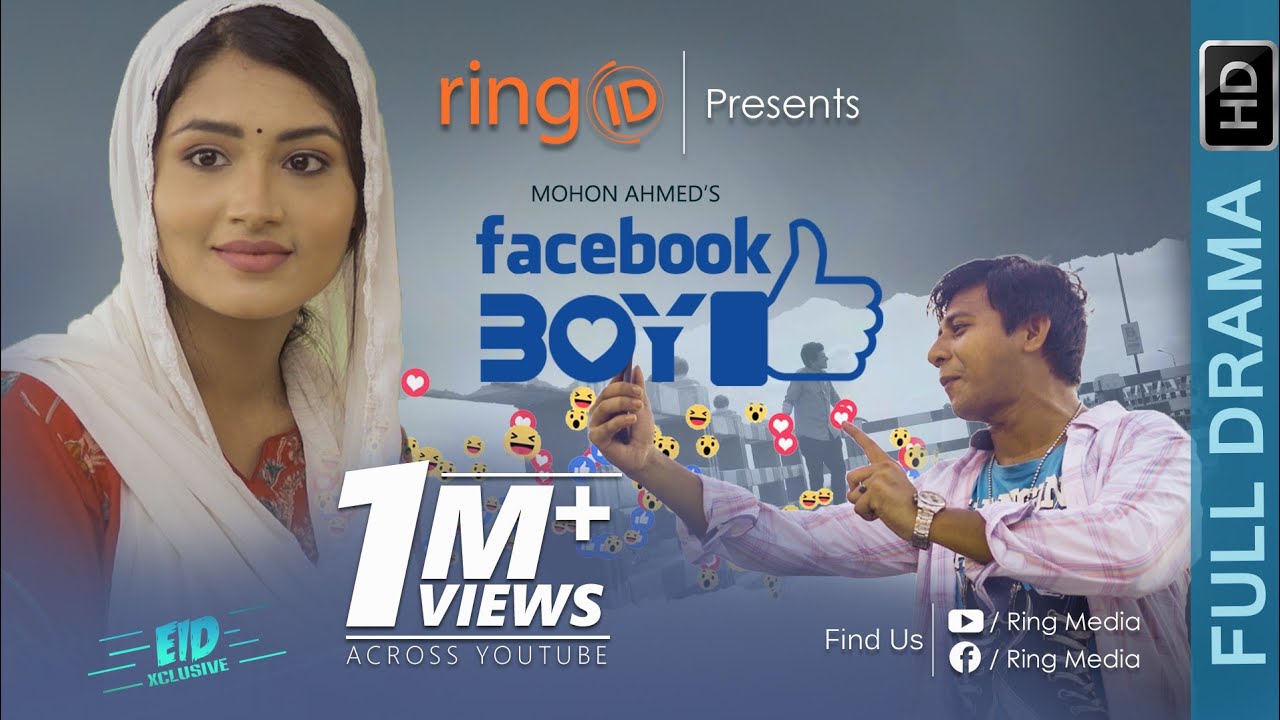 ringID Presents
MOHON AHMED'S
facebook
BOY
1M+
VIEWS
ACROSS YOUTUBE
EID
XCLUSIVE
Find Us
/ Ring Media
/ Ring Media
FULL DRAMA HD